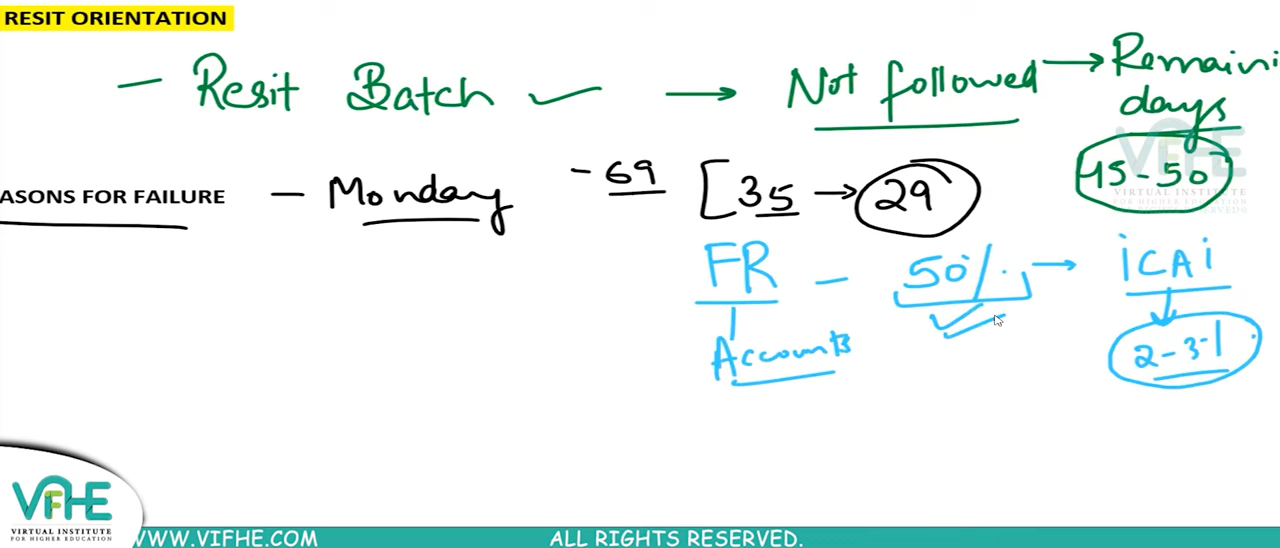 RESIT ORIENTATION
– Resit Batch ✓ → Not followed → Remaini
days
45-50
ASONS FOR FAILURE – Monday - 69 [35 → 29
FR – 50% → iCAi
Accounts 2-3-1
VIFHE
VIRTUAL INSTITUTE
FOR HIGHER EDUCATION
WWW.VIFHE.COM ALL RIGHTS RESERVED.